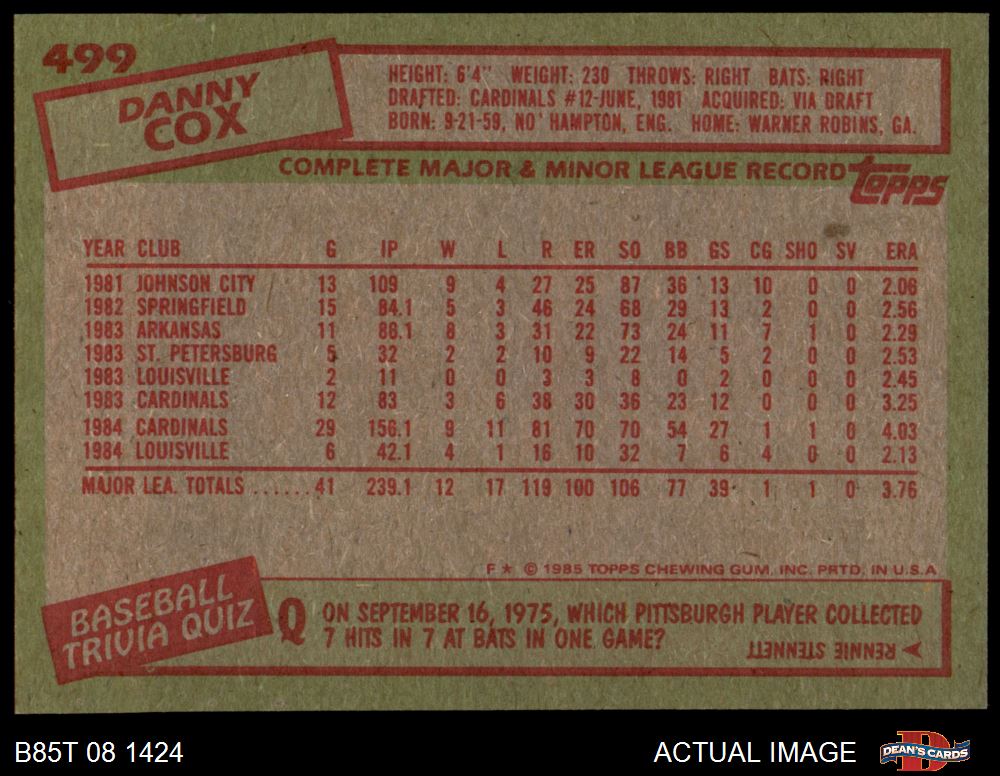 499
DANNY
COX
HEIGHT: 6'4" WEIGHT: 230 THROWS: RIGHT BATS: RIGHT
DRAFTED: CARDINALS #12-JUNE, 1981 ACQUIRED: VIA DRAFT
BORN: 9-21-59, NO' HAMPTON, ENG. HOME: WARNER ROBINS, GA.
COMPLETE MAJOR & MINOR LEAGUE RECORD topps
YEAR CLUB G IP W L R ER SO BB GS CG SHO SV ERA
1981 JOHNSON CITY 13 109 9 4 27 25 87 36 13 10 0 0 2.06
1982 SPRINGFIELD 15 84.1 5 3 46 24 68 29 13 2 0 0 2.56
1983 ARKANSAS 11 86.1 8 3 31 22 73 24 11 7 1 0 2.29
1983 ST. PETERSBURG 5 32 2 2 10 9 22 14 5 2 0 0 2.53
1983 LOUISVILLE 2 11 0 0 3 3 8 0 2 0 0 0 2.45
1983 CARDINALS 12 83 3 6 38 30 36 23 12 0 0 0 3.25
1984 CARDINALS 29 156.1 9 11 81 70 70 54 27 1 1 0 4.03
1984 LOUISVILLE 6 42.1 4 1 16 10 32 7 6 4 0 0 2.13
MAJOR LEA. TOTALS ......41 239.1 12 17 119 100 106 77 39 1 1 0 3.76
F ★ © 1985 TOPPS CHEWING GUM, INC. PRTD. IN U.S.A.
BASEBALL
TRIVIA QUIZ
Q ON SEPTEMBER 16, 1975, WHICH PITTSBURGH PLAYER COLLECTED
7 HITS IN 7 AT BATS IN ONE GAME?
RENNIE STENNETT
B85T 08 1424
ACTUAL IMAGE
D
DEAN'S CARDS